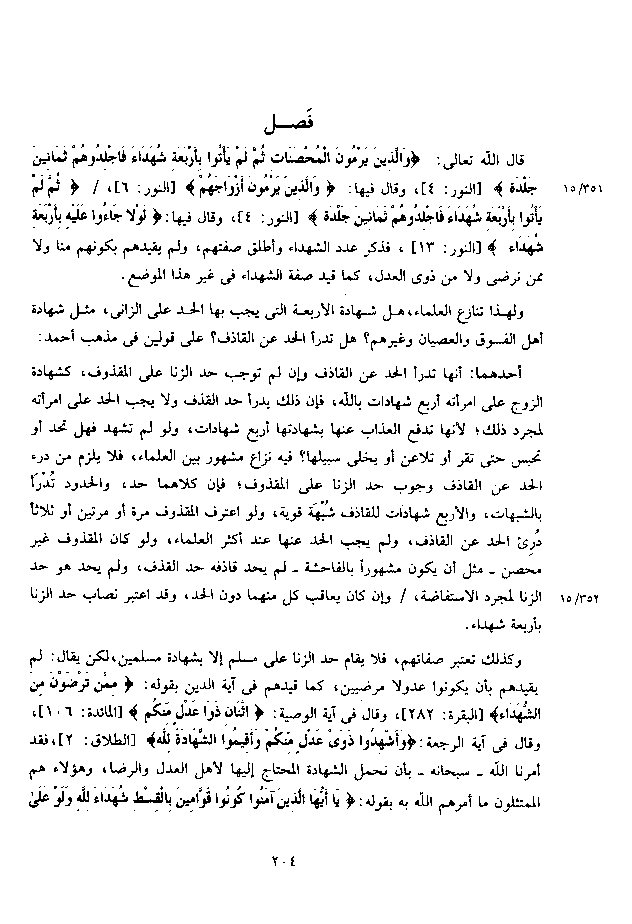 فَصــل
قال الله تعالى: ﴿وَالَّذِينَ يَرْمُونَ الْمُحْصَنَاتِ ثُمَّ لَمْ يَأْتُوا بِأَرْبَعَةِ شُهَدَاءَ فَاجْلِدُوهُمْ ثَمَانِينَ
جَلْدَةً ﴾ [النور: ٤]، وقال فيها: ﴿ وَالَّذِينَ يَرْمُونَ أَزْوَاجَهُمْ ﴾ [النور: ٦]، / ﴿ ثُمَّ لَمْ ١٥/٣٥١
يَأْتُوا بِأَرْبَعَةِ شُهَدَاءَ فَاجْلِدُوهُمْ ثَمَانِينَ جَلْدَةً ﴾ [النور: ٤]، وقال فيها: ﴿ لَوْلا جَاءُوا عَلَيْهِ بِأَرْبَعَةِ
شُهَدَاءَ ﴾ [النور: ١٣] ، فذكر عدد الشهداء وأطلق صفتهم، ولم يقيدهم بكونهم منا ولا
ممن نرضى ولا من ذوى العدل، كما قيد صفة الشهداء فى غير هذا الموضع.
ولهذا تنازع العلماء، هل شهادة الأربعة التى يجب بها الحد على الزانى، مثل شهادة
أهل الفسوق والعصيان وغيرهم؟ هل تدرأ الحد عن القاذف؟ على قولين فى مذهب أحمد:
أحدهما: أنها تدرأ الحد عن القاذف وإن لم توجب حد الزنا على المقذوف، كشهادة
الزوج على امرأته أربع شهادات بالله، فإن ذلك يدرأ حد القذف ولا يجب الحد على امرأته
لمجرد ذلك؛ لأنها تدفع العذاب عنها بشهادتها أربع شهادات، ولو لم تشهد فهل تحد أو
تحبس حتى تقر أو تلاعن أو يخلى سبيلها؟ فيه نزاع مشهور بين العلماء، فلا يلزم من درء
الحد عن القاذف وجوب حد الزنا على المقذوف؛ فإن كلاهما حد، والحدود تُدْرَأ
بالشبهات، والأربع شهادات للقاذف شُبْهَة قوية، ولو اعترف المقذوف مرة أو مرتين أو ثلاثاً
دُرِئ الحد عن القاذف، ولم يجب الحد عنها عند أكثر العلماء، ولو كان المقذوف غير
محصن ـ مثل أن يكون مشهوراً بالفاحشة ـ لم يحد قاذفه حد القذف، ولم يحد هو حد
الزنا لمجرد الاستفاضة، / وإن كان يعاقب كل منهما دون الحد، وقد اعتبر نصاب حد الزنا ١٥/٣٥٢
بأربعة شهداء.
وكذلك تعتبر صفاتهم، فلا يقام حد الزنا على مسلم إلا بشهادة مسلمين، لكن يقال: لم
يقيدهم بأن يكونوا عدولا مرضيين، كما قيدهم فى آية الدين بقوله: ﴿ مِمَّن تَرْضَوْنَ مِنَ
الشُّهَدَاءِ﴾ [البقرة: ٢٨٢]، وقال فى آية الوصية: ﴿ اثْنَانِ ذَوَا عَدْلٍ مِّنكُمْ ﴾ [المائدة: ١٠٦]،
وقال فى آية الرجعة: ﴿وَأَشْهِدُوا ذَوَىْ عَدْلٍ مِّنكُمْ وَأَقِيمُوا الشَّهَادَةَ لِلَّهِ﴾ [الطلاق: ٢]، فقد
أمرنا الله ـ سبحانه ـ بأن نحمل الشهادة المحتاج إليها لأهل العدل والرضا، وهؤلاء هم
الممتثلون ما أمرهم الله به بقوله: ﴿ يَا أَيُّهَا الَّذِينَ آمَنُوا كُونُوا قَوَّامِينَ بِالْقِسْطِ شُهَدَاءَ لِلَّهِ وَلَوْ عَلَىٰ
٢٠٤